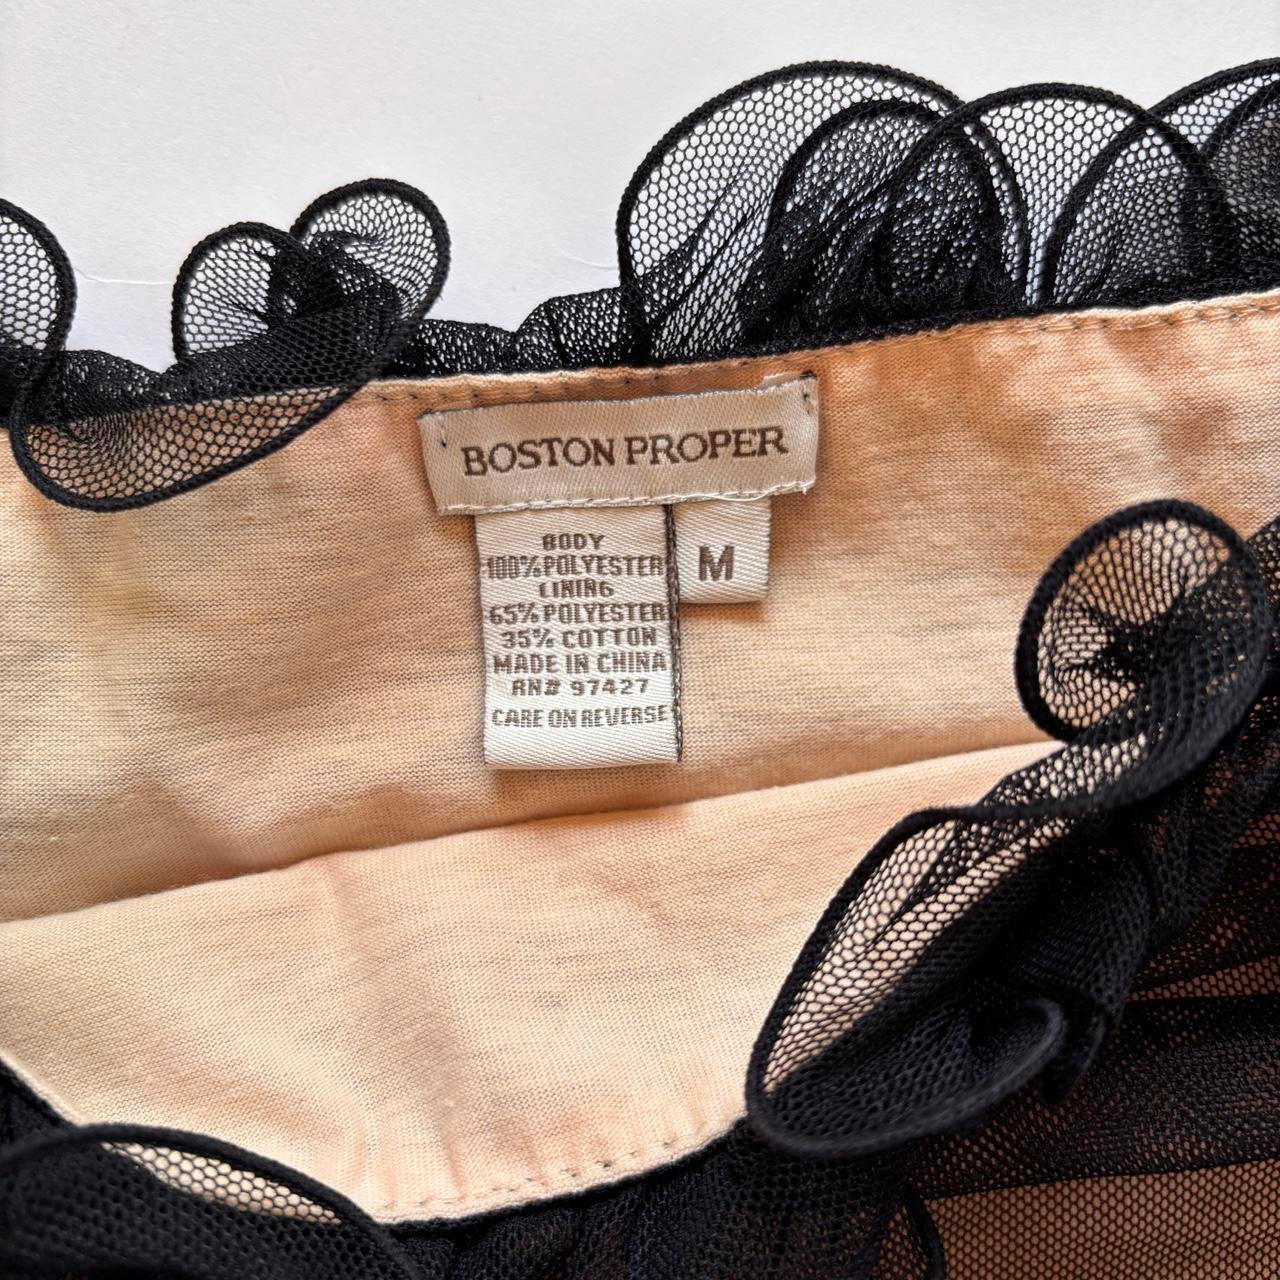 BOSTON PROPER
BODY
100% POLYESTER
LINING
65% POLYESTER
35% COTTON
MADE IN CHINA
RN# 97427
CARE ON REVERSE
M